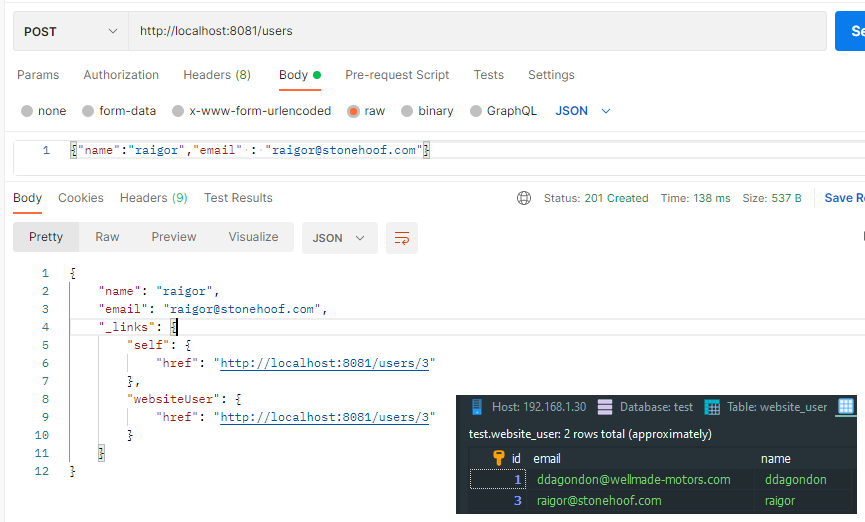 POST http://localhost:8081/users
Params Authorization Headers (8) Body Pre-request Script Tests Settings
none form-data x-www-form-urlencoded raw binary GraphQL JSON
1 {"name":"raigor","email" : "raigor@stonehoof.com"}
Body Cookies Headers (9) Test Results Status: 201 Created Time: 138 ms Size: 537 B Save Re
Pretty Raw Preview Visualize JSON
1 {
2 "name": "raigor",
3 "email": "raigor@stonehoof.com",
4 "_links": {
5 "self": {
6 "href": "http://localhost:8081/users/3"
7 },
8 "websiteUser": {
9 "href": "http://localhost:8081/users/3"
10 }
11 }
12 }
Host: 192.168.1.30 Database: test Table: website_user
test.website_user: 2 rows total (approximately)
id email name
1 ddagondon@wellmade-motors.com ddagondon
3 raigor@stonehoof.com raigor